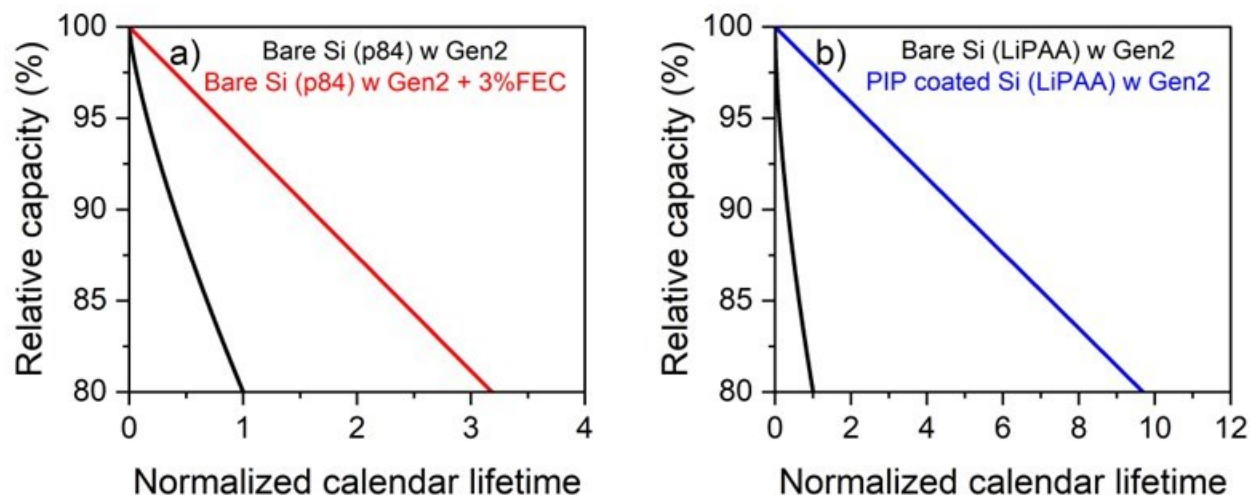 a)
Bare Si (p84) w Gen2
Bare Si (p84) w Gen2 + 3%FEC
Relative capacity (%)
100
95
90
85
80
0 1 2 3 4
Normalized calendar lifetime
b)
Bare Si (LiPAA) w Gen2
PIP coated Si (LiPAA) w Gen2
Relative capacity (%)
100
95
90
85
80
0 2 4 6 8 10 12
Normalized calendar lifetime